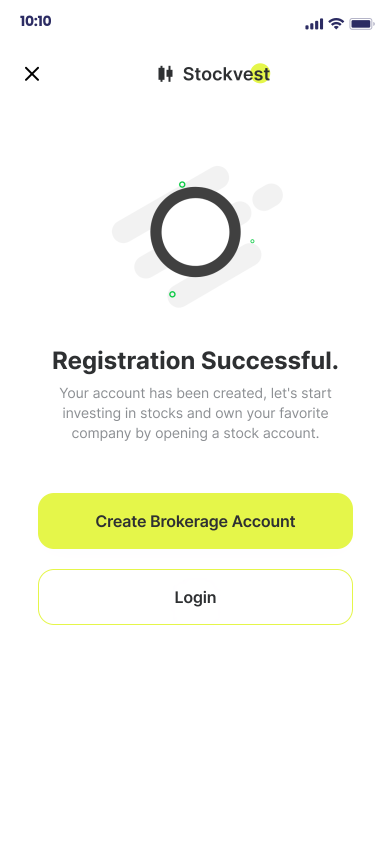 10:10
Stockvest
Registration Successful.
Your account has been created, let's start
investing in stocks and own your favorite
company by opening a stock account.
Create Brokerage Account
Login